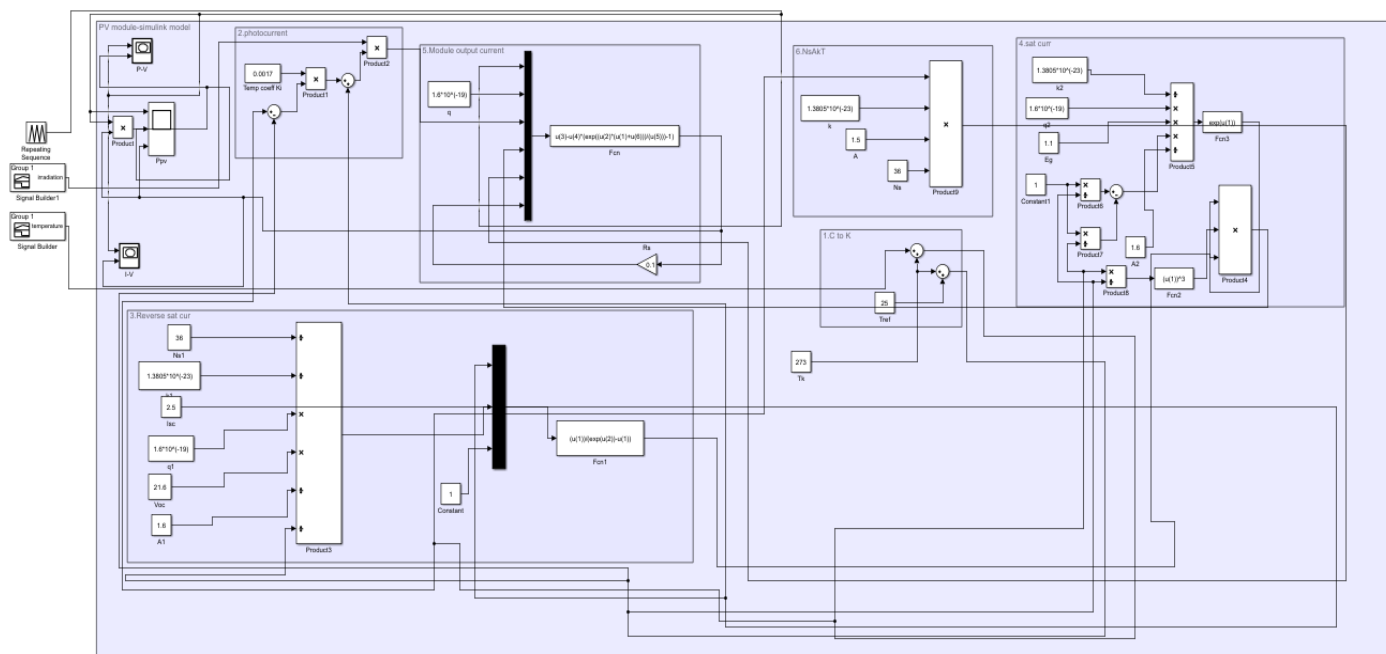 PV module-simulink model
P-V
Product
Ppv
I-V
Repeating
Sequence
Group 1
irradiation
Signal Builder1
Group 1
temperature
Signal Builder
2.photocurrent
0.0017
Temp coeff Ki
Product1
Product2
5.Module output current
1.6*10^(-19)
q
u(3)-u(4)*(exp((u(2)*(u(1)+u(6)))/(u(5)))-1)
Fcn
Rs
0.1
6.NsAkT
1.3805*10^(-23)
k
1.5
A
36
Ns
Product9
4.sat curr
1.3805*10^(-23)
k2
1.6*10^(-19)
q2
1.1
Eg
Product5
exp(u(1))
Fcn3
1
Constant1
Product6
Product7
1.6
A2
Product8
(u(1))^3
Fcn2
Product4
1.C to K
25
Tref
273
Ts
3.Reverse sat cur
36
Ns1
1.3805*10^(-23)
2.5
Isc
1.6*10^(-19)
q1
21.6
Voc
1.6
A1
Product3
1
Constant
(u(1))/(exp(u(2))-u(1))
Fcn1